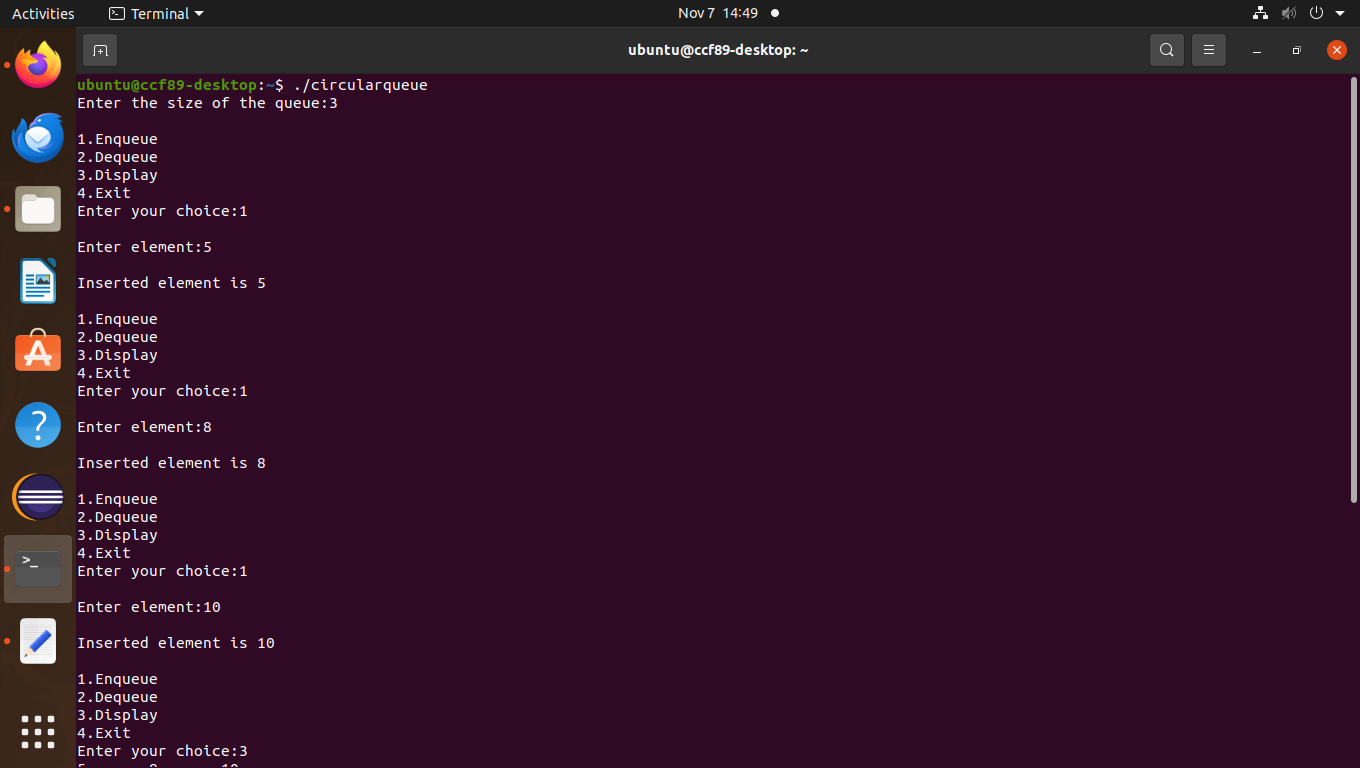 Activities
Terminal
Nov 7 14:49
ubuntu@ccf89-desktop: ~
ubuntu@ccf89-desktop:~$ ./circularqueue
Enter the size of the queue:3
1.Enqueue
2.Dequeue
3.Display
4.Exit
Enter your choice:1
Enter element:5
Inserted element is 5
1.Enqueue
2.Dequeue
3.Display
4.Exit
Enter your choice:1
Enter element:8
Inserted element is 8
1.Enqueue
2.Dequeue
3.Display
4.Exit
Enter your choice:1
Enter element:10
Inserted element is 10
1.Enqueue
2.Dequeue
3.Display
4.Exit
Enter your choice:3